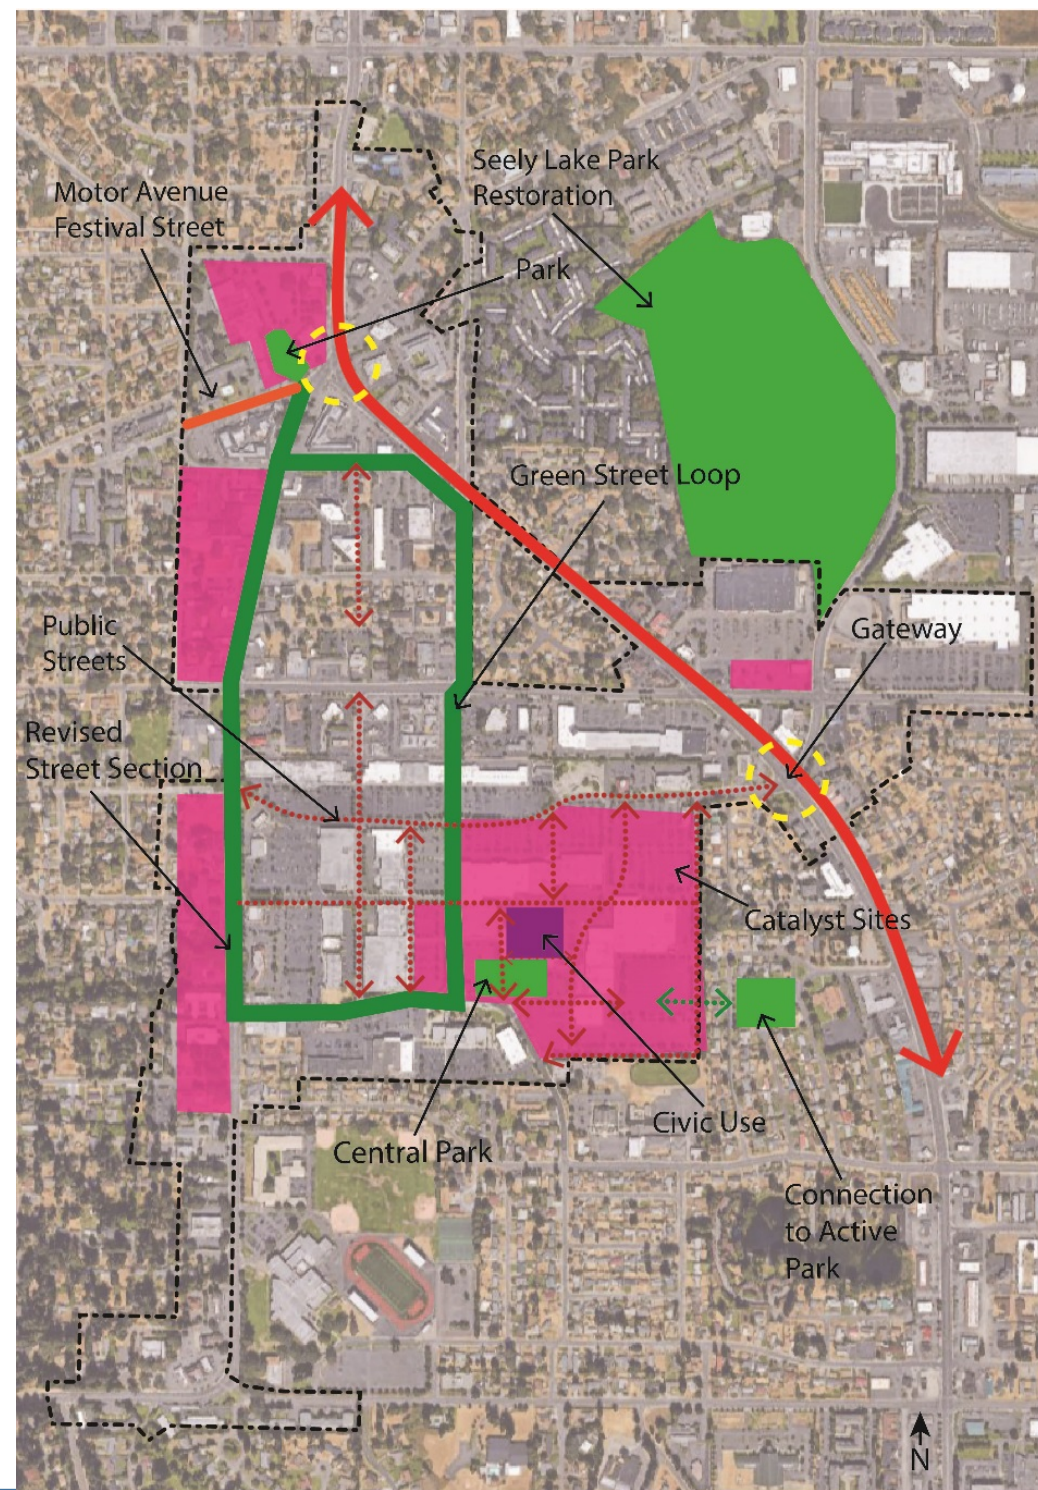 Seely Lake Park
Restoration
Motor Avenue
Festival Street
Park
Green Street Loop
Public
Streets
Gateway
Revised
Street Section
Catalyst Sites
Civic Use
Central Park
Connection
to Active
Park
N